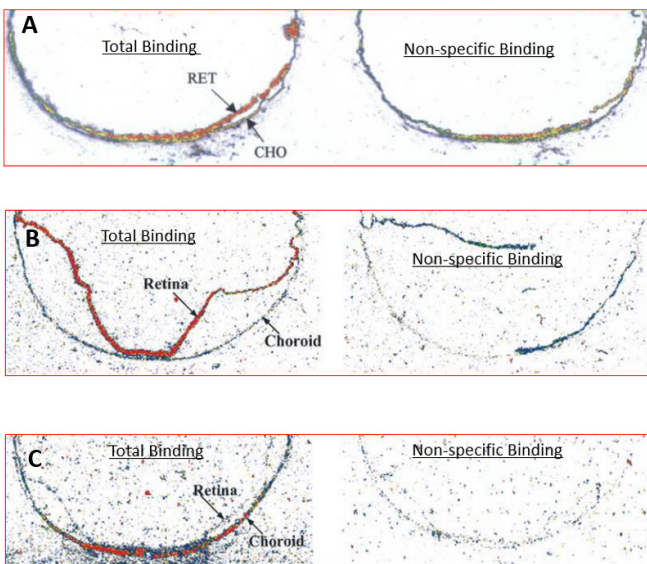 A
Total Binding
Non-specific Binding
RET
CHO
B
Total Binding
Non-specific Binding
Retina
Choroid
C
Total Binding
Non-specific Binding
Retina
Choroid